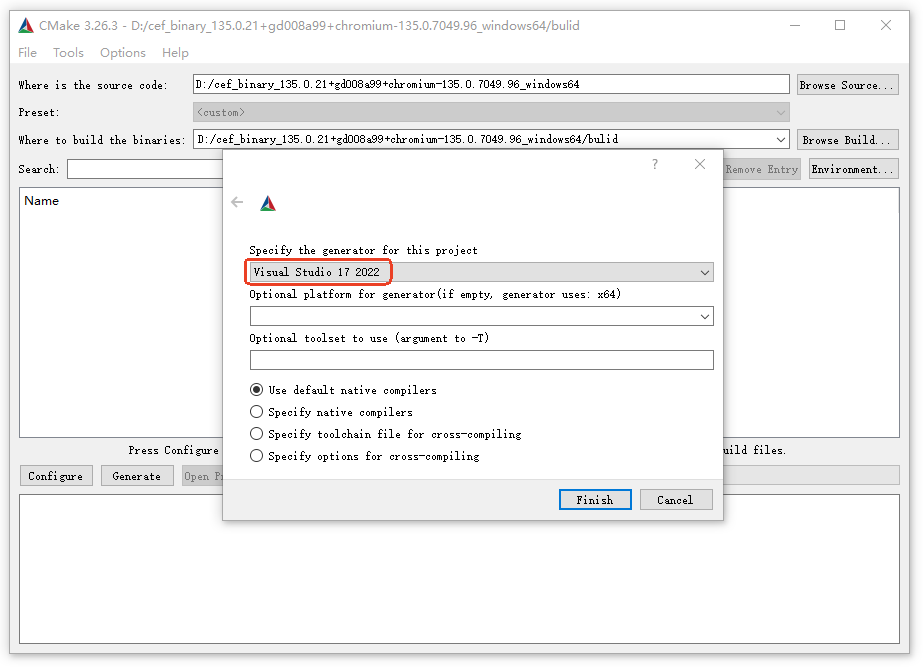 CMake 3.26.3 - D:/cef_binary_135.0.21+gd008a99+chromium-135.0.7049.96_windows64/bulid
File Tools Options Help
Where is the source code: D:/cef_binary_135.0.21+gd008a99+chromium-135.0.7049.96_windows64 Browse Source...
Preset: <custom>
Where to build the binaries: D:/cef_binary_135.0.21+gd008a99+chromium-135.0.7049.96_windows64/bulid Browse Build...
Search: Remove Entry Environment...
Name
?
Specify the generator for this project
Visual Studio 17 2022
Optional platform for generator(if empty, generator uses: x64)
Optional toolset to use (argument to -T)
Use default native compilers
Specify native compilers
Specify toolchain file for cross-compiling
Specify options for cross-compiling
Finish Cancel
Press Configure uild files.
Configure Generate Open Pr